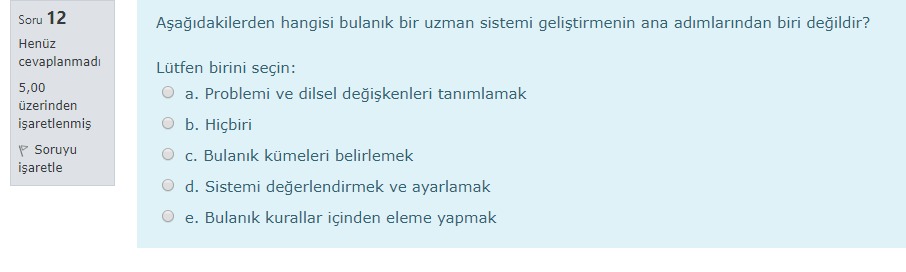 Soru 12
Henüz
cevaplanmadı
5,00
üzerinden
işaretlenmiş
Soruyu
işaretle
Aşağıdakilerden hangisi bulanık bir uzman sistemi geliştirmenin ana adımlarından biri değildir?
Lütfen birini seçin:
a. Problemi ve dilsel değişkenleri tanımlamak
b. Hiçbiri
c. Bulanık kümeleri belirlemek
d. Sistemi değerlendirmek ve ayarlamak
e. Bulanık kurallar içinden eleme yapmak